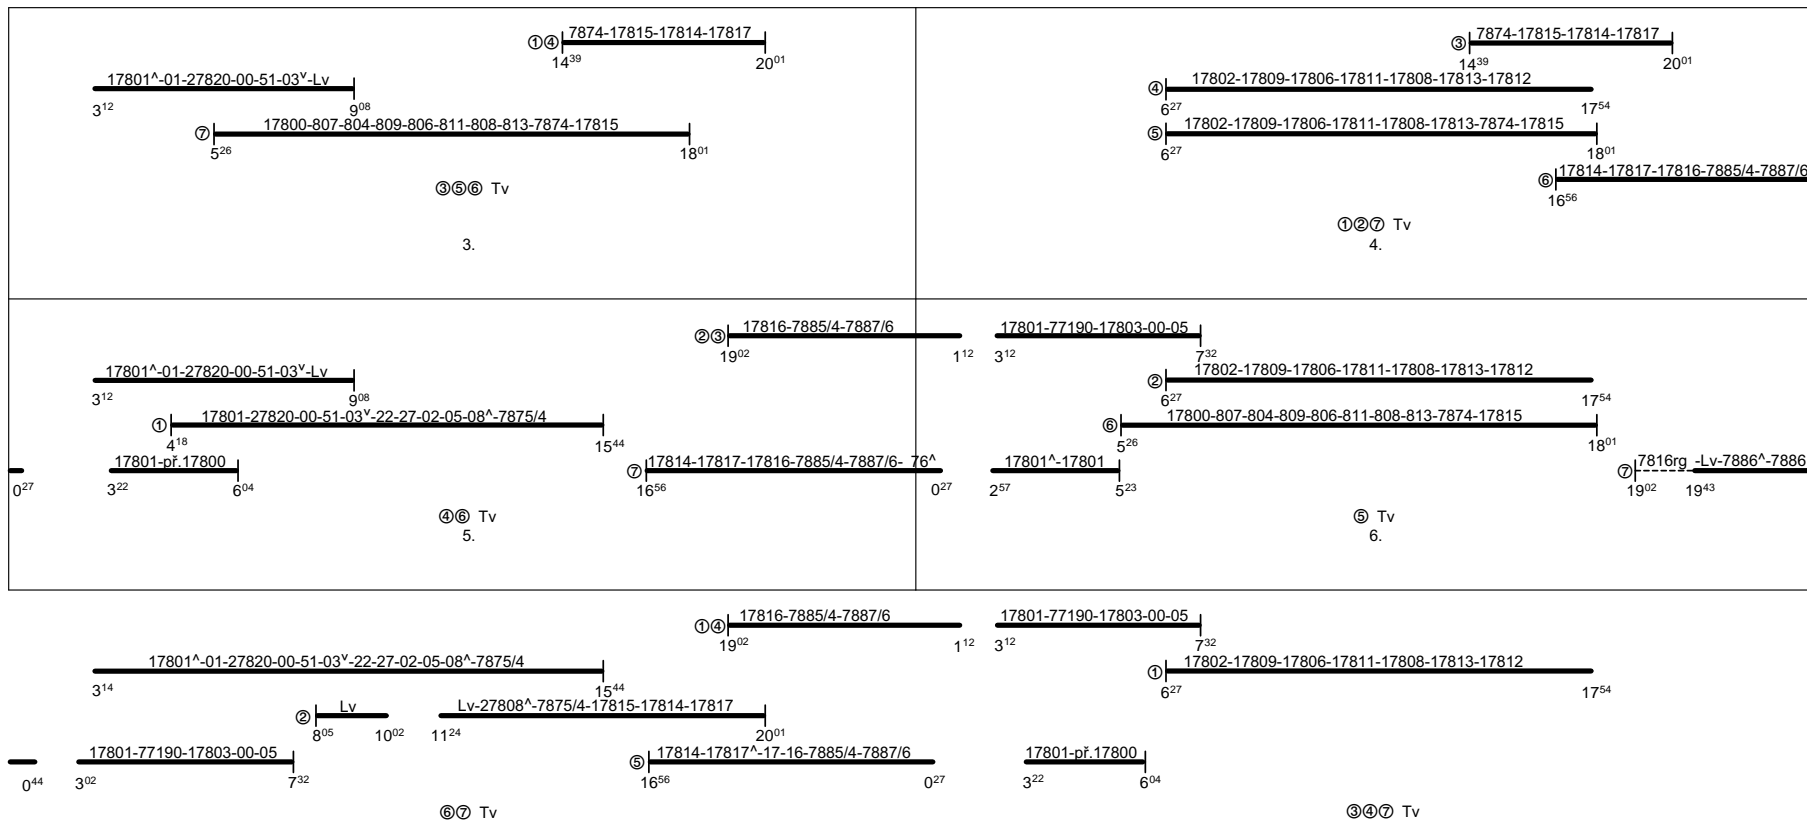 ①④ 7874-17815-17814-17817
14³⁹ 20⁰¹
17801^-01-27820-00-51-03ᵛ-Lv
3¹² 9⁰⁸
⑦ 17800-807-804-809-806-811-808-813-7874-17815
5²⁶ 18⁰¹
③⑤⑥ Tv
3.
③ 7874-17815-17814-17817
14³⁹ 20⁰¹
④ 17802-17809-17806-17811-17808-17813-17812
6²⁷ 17⁵⁴
⑤ 17802-17809-17806-17811-17808-17813-7874-17815
6²⁷ 18⁰¹
⑥ 17814-17817-17816-7885/4-7887/6
16⁵⁶
①②⑦ Tv
4.
②③ 17816-7885/4-7887/6
19⁰² 1¹²
17801^-01-27820-00-51-03ᵛ-Lv
3¹² 9⁰⁸
① 17801-27820-00-51-03ᵛ-22-27-02-05-08^-7875/4
4¹⁸ 15⁴⁴
17801-př.17800
0²⁷ 3²² 6⁰⁴
⑦ 17814-17817-17816-7885/4-7887/6- 76^
16⁵⁶ 0²⁷
④⑥ Tv
5.
17801-77190-17803-00-05
3¹² 7³²
② 17802-17809-17806-17811-17808-17813-17812
6²⁷ 17⁵⁴
⑥ 17800-807-804-809-806-811-808-813-7874-17815
5²⁶ 18⁰¹
17801^-17801
2⁵⁷ 5²³
⑦ 7816rg -Lv-7886^-7886
19⁰² 19⁴³
⑤ Tv
6.
①④ 17816-7885/4-7887/6
19⁰² 1¹²
17801^-01-27820-00-51-03ᵛ-22-27-02-05-08^-7875/4
3¹⁴ 15⁴⁴
② Lv
8⁰⁵ 10⁰²
Lv-27808^-7875/4-17815-17814-17817
11²⁴ 20⁰¹
17801-77190-17803-00-05
0⁴⁴ 3⁰² 7³²
⑤ 17814-17817^-17-16-7885/4-7887/6
16⁵⁶ 0²⁷
⑥⑦ Tv
17801-77190-17803-00-05
3¹² 7³²
① 17802-17809-17806-17811-17808-17813-17812
6²⁷ 17⁵⁴
17801-př.17800
3²² 6⁰⁴
③④⑦ Tv